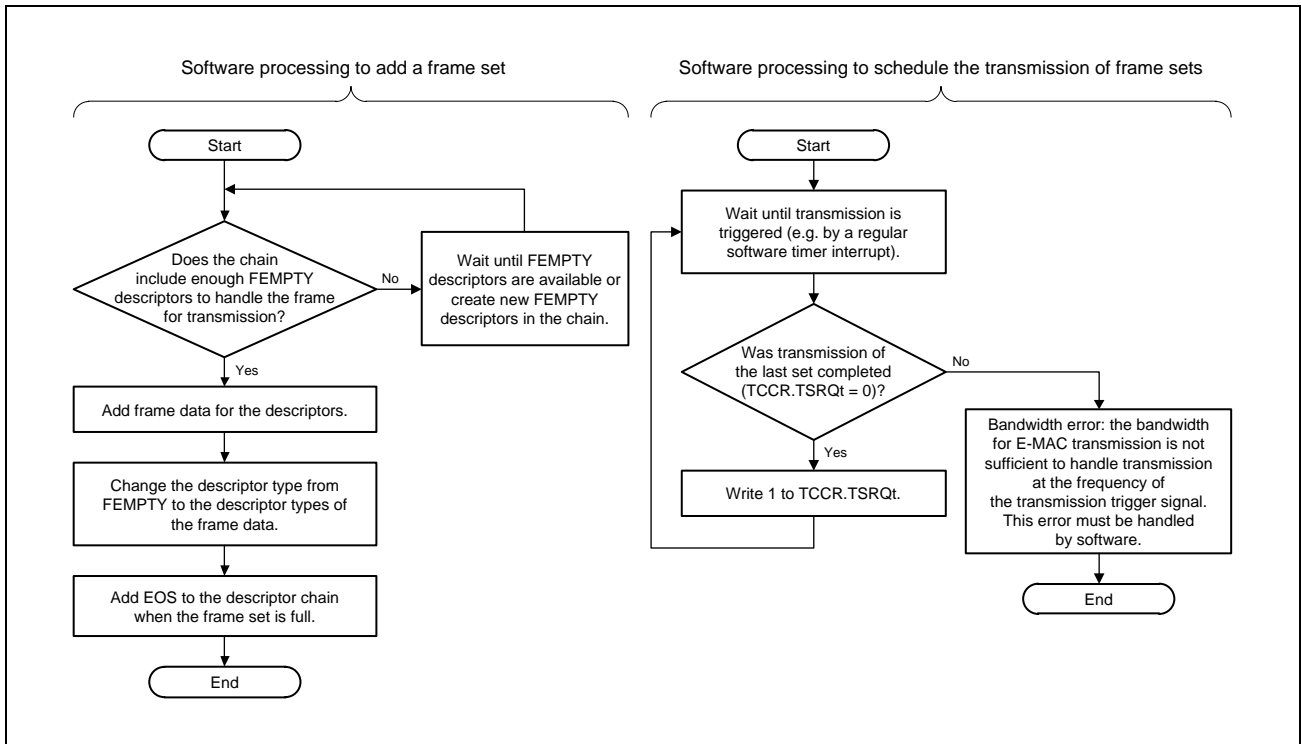 Software processing to add a frame set
Start
Does the chain
include enough FEMPTY
descriptors to handle the frame
for transmission?
No
Wait until FEMPTY
descriptors are available or
create new FEMPTY
descriptors in the chain.
Yes
Add frame data for the descriptors.
Change the descriptor type from
FEMPTY to the descriptor types of
the frame data.
Add EOS to the descriptor chain
when the frame set is full.
End
Software processing to schedule the transmission of frame sets
Start
Wait until transmission is
triggered (e.g. by a regular
software timer interrupt).
Was transmission of
the last set completed
(TCCR.TSRQt = 0)?
No
Yes
Write 1 to TCCR.TSRQt.
Bandwidth error: the bandwidth
for E-MAC transmission is not
sufficient to handle transmission
at the frequency of
the transmission trigger signal.
This error must be handled
by software.
End